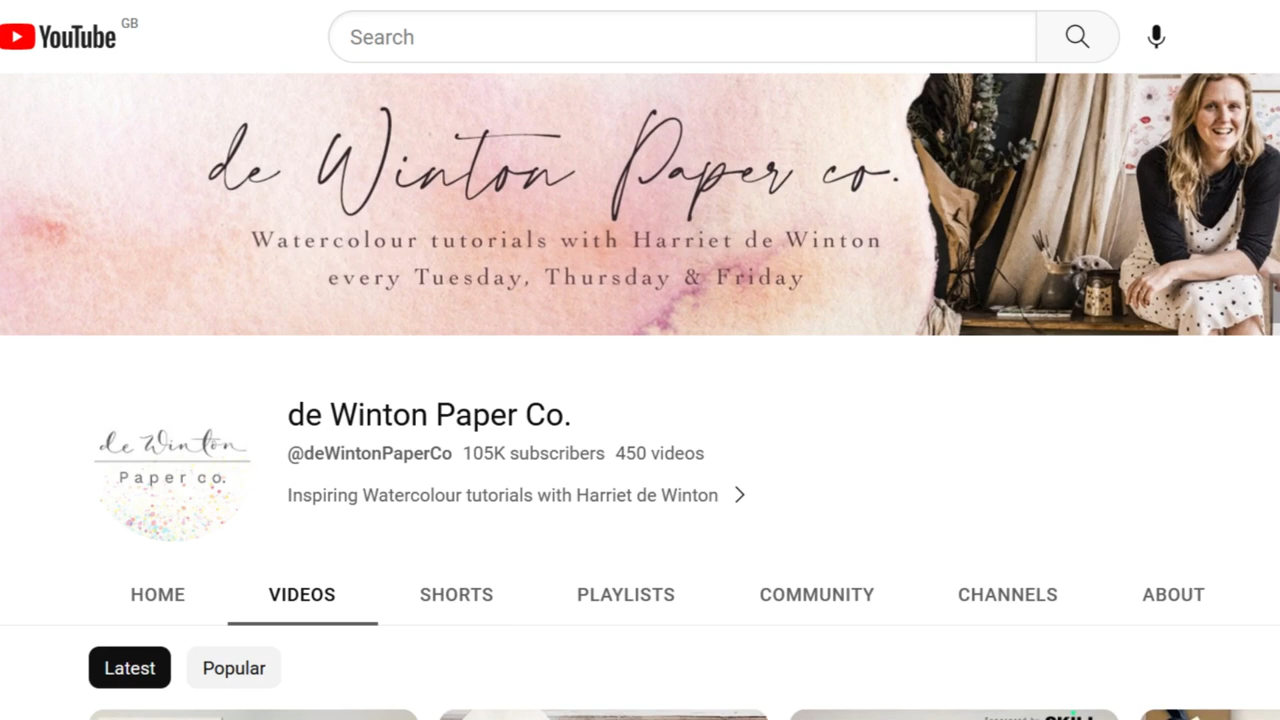 YouTube GB
Search
de Winton Paper co.
Watercolour tutorials with Harriet de Winton
every Tuesday, Thursday & Friday
de Winton
Paper co.
de Winton Paper Co.
@deWintonPaperCo 105K subscribers 450 videos
Inspiring Watercolour tutorials with Harriet de Winton
HOME VIDEOS SHORTS PLAYLISTS COMMUNITY CHANNELS ABOUT
Latest Popular